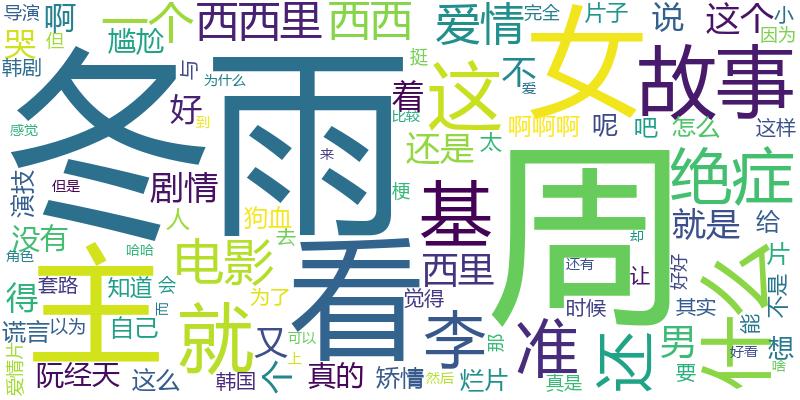 导演 但 一个 西西里 西西 爱情 完全 片子 说 这个 小
哭 啊 尴尬 因为
韩剧 与 为什么 挺 不 爱 故事
冬雨 女
好 着 这
感觉 到 比较 还是 太 啊啊啊 呢 吧 怎么 这样
演技 但是 剧情 来 梗 周 绝症
人 狗血 基 就是 给
没有 去 看
角色 哈哈 电影 西里 还有 让 却 好好 片
主 套路 知道 会 为了 觉得 时候 其实 不是 什么
得 而
谎言 以为 自己 就 又 可以 李 那 准 还 男 能 想
上 好看
爱情片 阮经天 这么 韩国 个 真的 矫情 然后 烂片 真是 要 啥